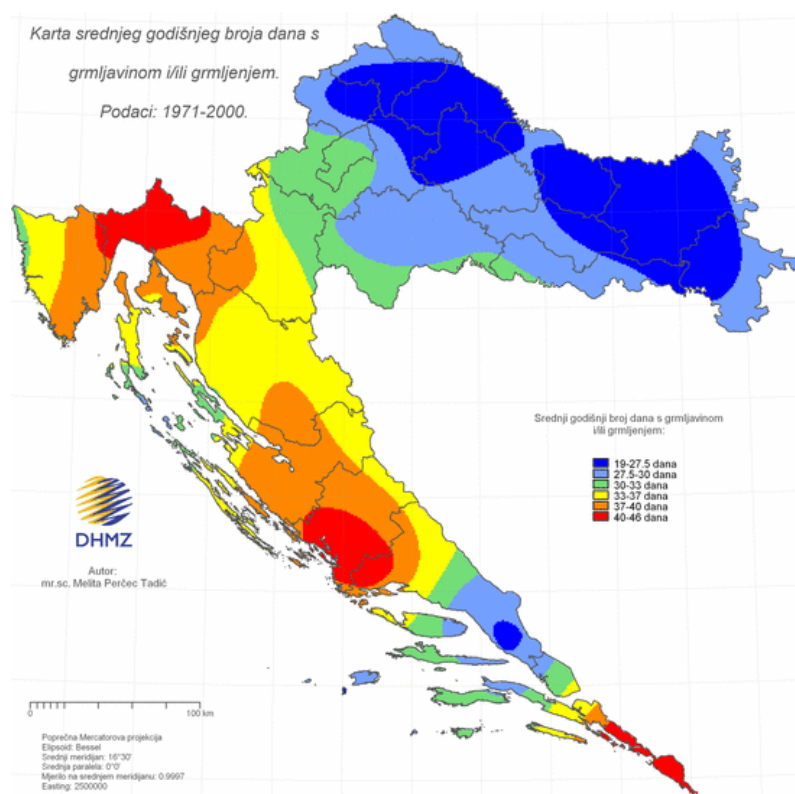 Karta srednjeg godišnjeg broja dana s
grmljavinom i/ili grmljenjem.
Podaci: 1971-2000.
Srednji godišnji broj dana s grmljavinom
i/ili grmljenjem:
19-27.5 dana
27.5-30 dana
30-33 dana
33-37 dana
37-40 dana
40-46 dana
DHMZ
Autor:
mr.sc. Melita Perčec Tadić
0 100 km
Poprečna Mercatorova projekcija
Elipsoid: Bessel
Srednji meridijan: 16°30'
Srednja paralela: 0°0'
Mjerilo na srednjem meridijanu: 0.9997
Easting: 2500000